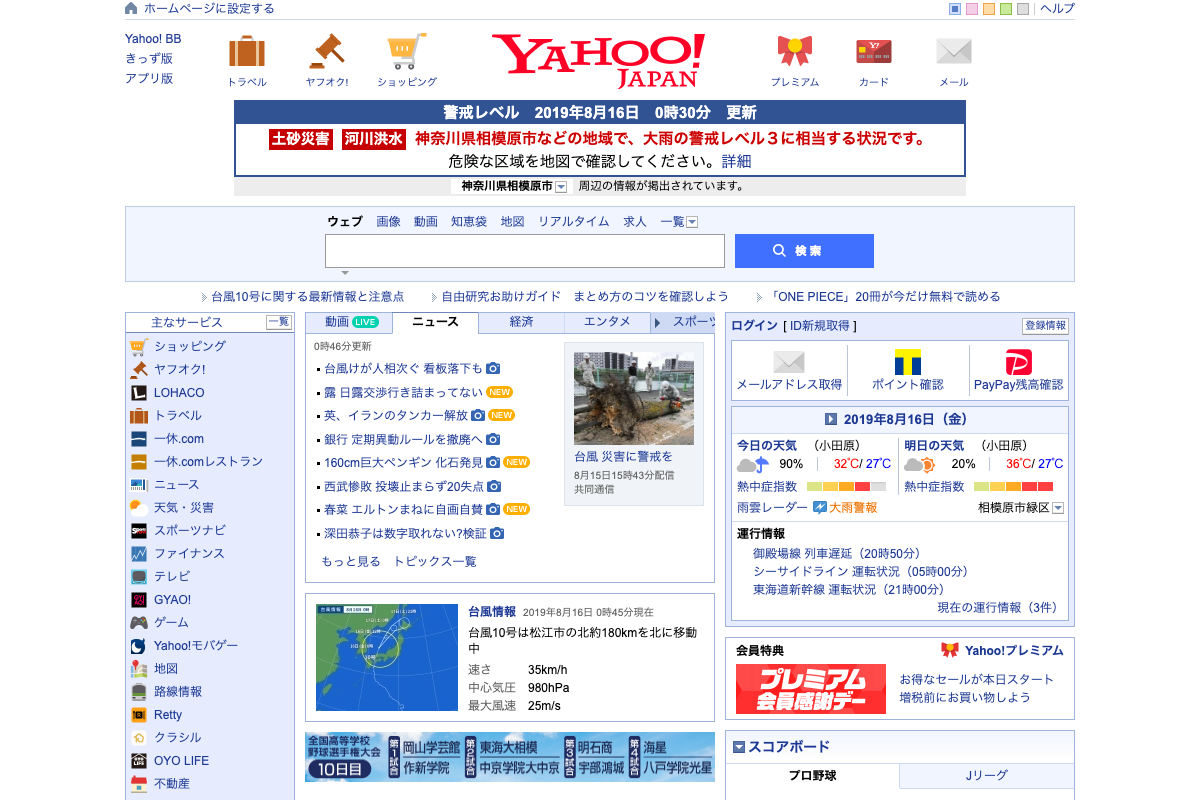 ホームページに設定する
ヘルプ
Yahoo! BB
きっず版
アプリ版
トラベル
ヤフオク!
ショッピング
YAHOO!
JAPAN
プレミアム
カード
メール
警戒レベル 2019年8月16日 0時30分 更新
土砂災害 河川洪水 神奈川県相模原市などの地域で、大雨の警戒レベル３に相当する状況です。
危険な区域を地図で確認してください。詳細
神奈川県相模原市 周辺の情報が掲出されています。
ウェブ 画像 動画 知恵袋 地図 リアルタイム 求人 一覧
検索
台風10号に関する最新情報と注意点
自由研究お助けガイド まとめ方のコツを確認しよう
「ONE PIECE」20冊が今だけ無料で読める
主なサービス 一覧
ショッピング
ヤフオク!
LOHACO
トラベル
一休.com
一休.comレストラン
ニュース
天気・災害
スポーツナビ
ファイナンス
テレビ
GYAO!
ゲーム
Yahoo!モバゲー
地図
路線情報
Retty
クラシル
OYO LIFE
不動産
動画 LIVE ニュース 経済 エンタメ スポーツ
0時46分更新
台風けが人相次ぐ 看板落下も
露 日露交渉行き詰まってない NEW
英、イランのタンカー解放 NEW
銀行 定期異動ルールを撤廃へ
160cm巨大ペンギン 化石発見 NEW
西武惨敗 投壊止まらず20失点
春菜 エルトンまねに自画自賛 NEW
深田恭子は数字取れない?検証
もっと見る トピックス一覧
台風 災害に警戒を
8月15日15時43分配信
共同通信
台風情報 2019年8月16日 0時45分現在
台風10号は松江市の北約180kmを北に移動
中
速さ 35km/h
中心気圧 980hPa
最大風速 25m/s
全国高等学校
野球選手権大会
10日目
第1試合 岡山学芸館
作新学院
第2試合 東海大相模
中京学院大中京
第3試合 明石商
宇部鴻城
第4試合 海星
八戸学院光星
ログイン [ ID新規取得 ] 登録情報
メールアドレス取得
ポイント確認
PayPay残高確認
2019年8月16日（金）
今日の天気 （小田原）
90% 32℃/ 27℃
熱中症指数
明日の天気 （小田原）
20% 36℃/ 27℃
熱中症指数
雨雲レーダー 大雨警報 相模原市緑区
運行情報
御殿場線 列車遅延（20時50分）
シーサイドライン 運転状況（05時00分）
東海道新幹線 運転状況（21時00分）
現在の運行情報（3件）
会員特典 Yahoo!プレミアム
プレミアム
会員感謝デー
お得なセールが本日スタート
増税前にお買い物しよう
スコアボード
プロ野球 Jリーグ